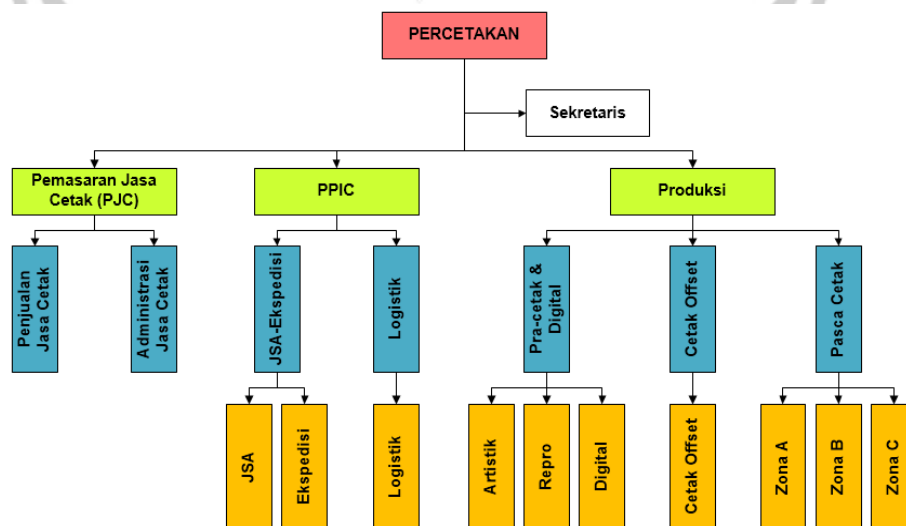 PERCETAKAN
Sekretaris
Pemasaran Jasa
Cetak (PJC)
PPIC
Produksi
Penjualan
Jasa Cetak
Administrasi
Jasa Cetak
JSA-Ekspedisi
Logistik
Pra-cetak &
Digital
Cetak Offset
Pasca Cetak
JSA
Ekspedisi
Logistik
Artistik
Repro
Digital
Cetak Offset
Zona A
Zona B
Zona C